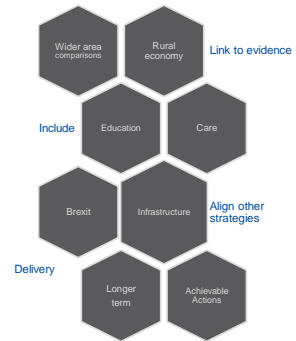 Wider area
comparisons
Rural
economy
Link to evidence
Include
Education
Care
Brexit
Infrastructure
Align other
strategies
Delivery
Longer
term
Achievable
Actions